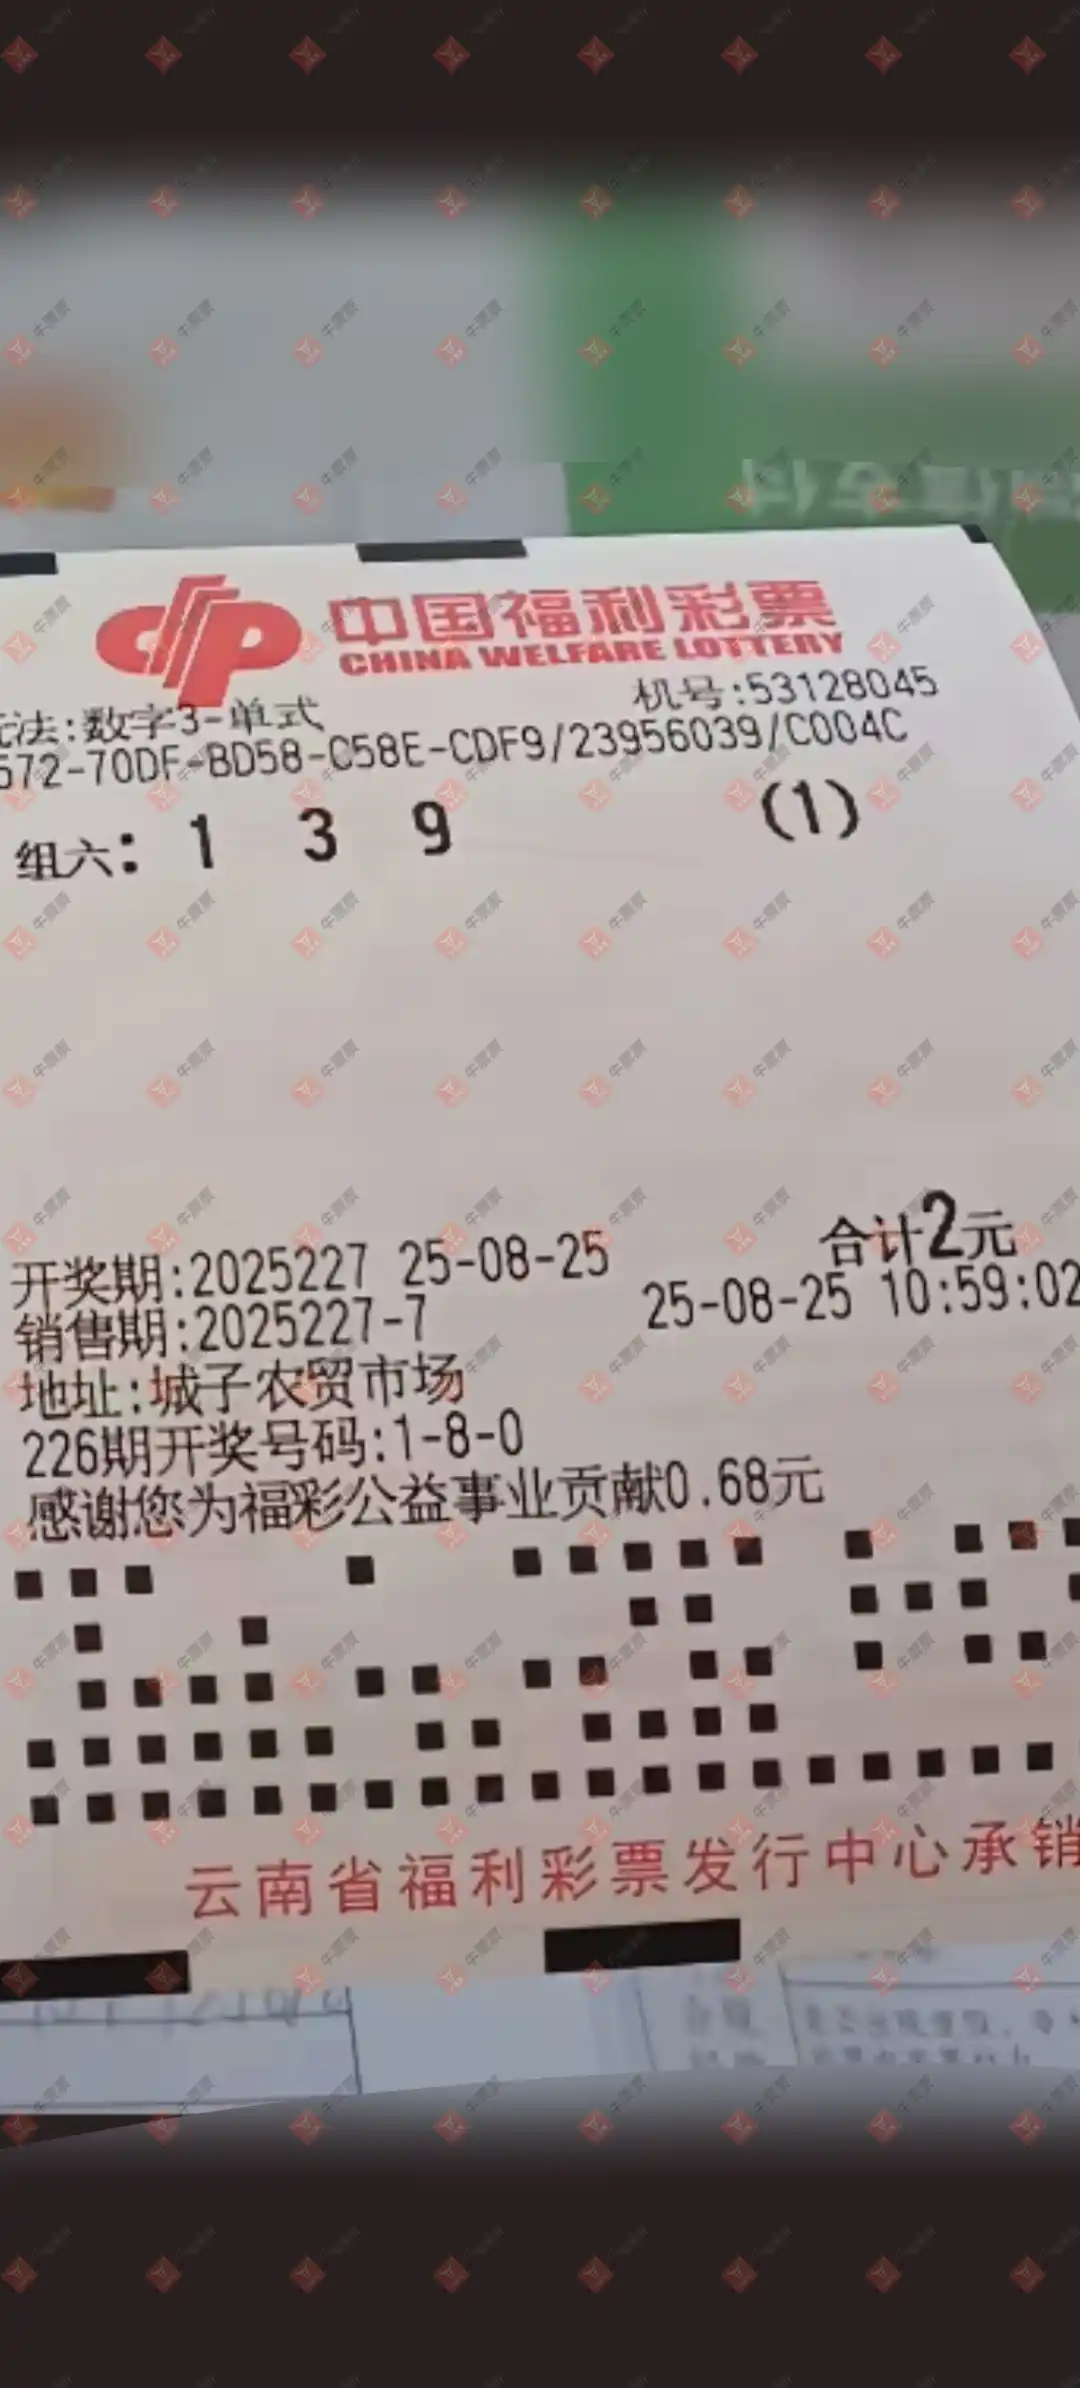 中国福利彩票
CHINA WELFARE LOTTERY
机号:53128045
法:数字3-单式
572-70DF-BD58-C58E-CDF9/23956039/C004C
组六: 1 3 9 (1)
合计2元
开奖期:2025227 25-08-25
25-08-25 10:59:02
销售期:2025227-7
地址:城子农贸市场
226期开奖号码:1-8-0
感谢您为福彩公益事业贡献0.68元
云南省福利彩票发行中心承销